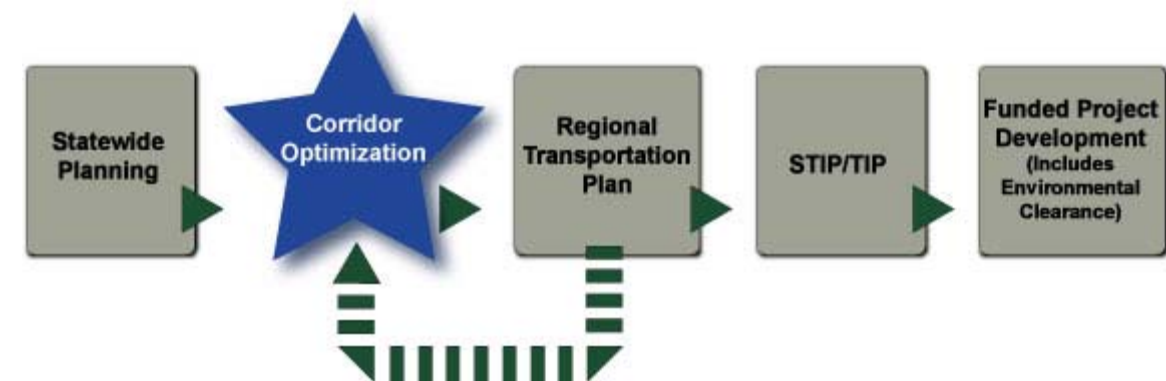 Statewide
Planning
Corridor
Optimization
Regional
Transportation
Plan
STIP/TIP
Funded Project
Development
(Includes
Environmental
Clearance)